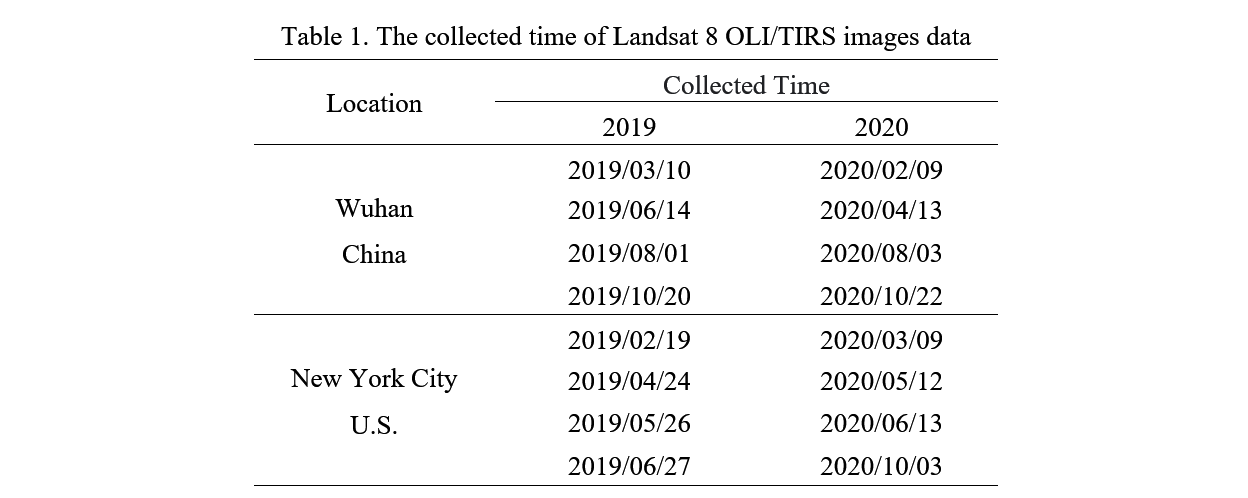 Table 1. The collected time of Landsat 8 OLI/TIRS images data
Location
Collected Time
2019 2020
Wuhan
China
2019/03/10 2020/02/09
2019/06/14 2020/04/13
2019/08/01 2020/08/03
2019/10/20 2020/10/22
New York City
U.S.
2019/02/19 2020/03/09
2019/04/24 2020/05/12
2019/05/26 2020/06/13
2019/06/27 2020/10/03